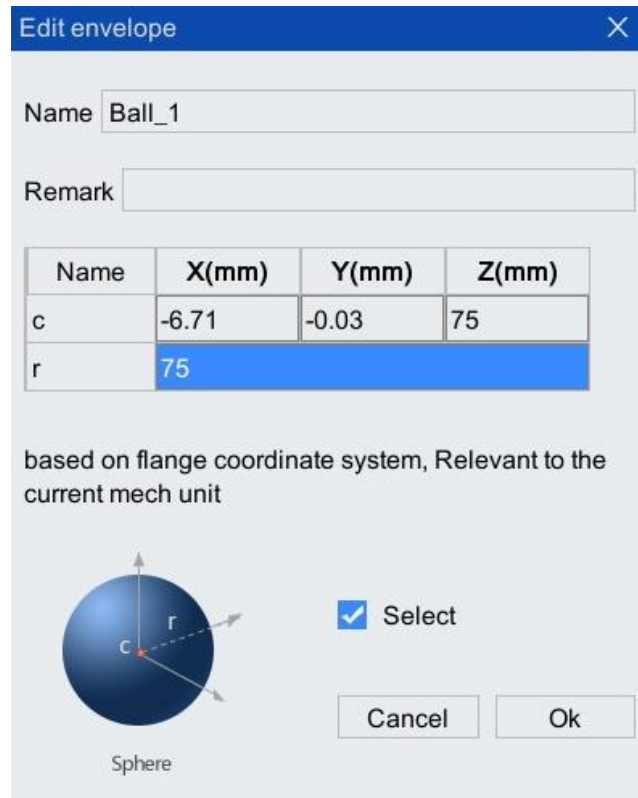 Edit envelope
Name Ball_1
Remark
Name X(mm) Y(mm) Z(mm)
c -6.71 -0.03 75
r 75
based on flange coordinate system, Relevant to the
current mech unit
r
c
Select
Cancel Ok
Sphere